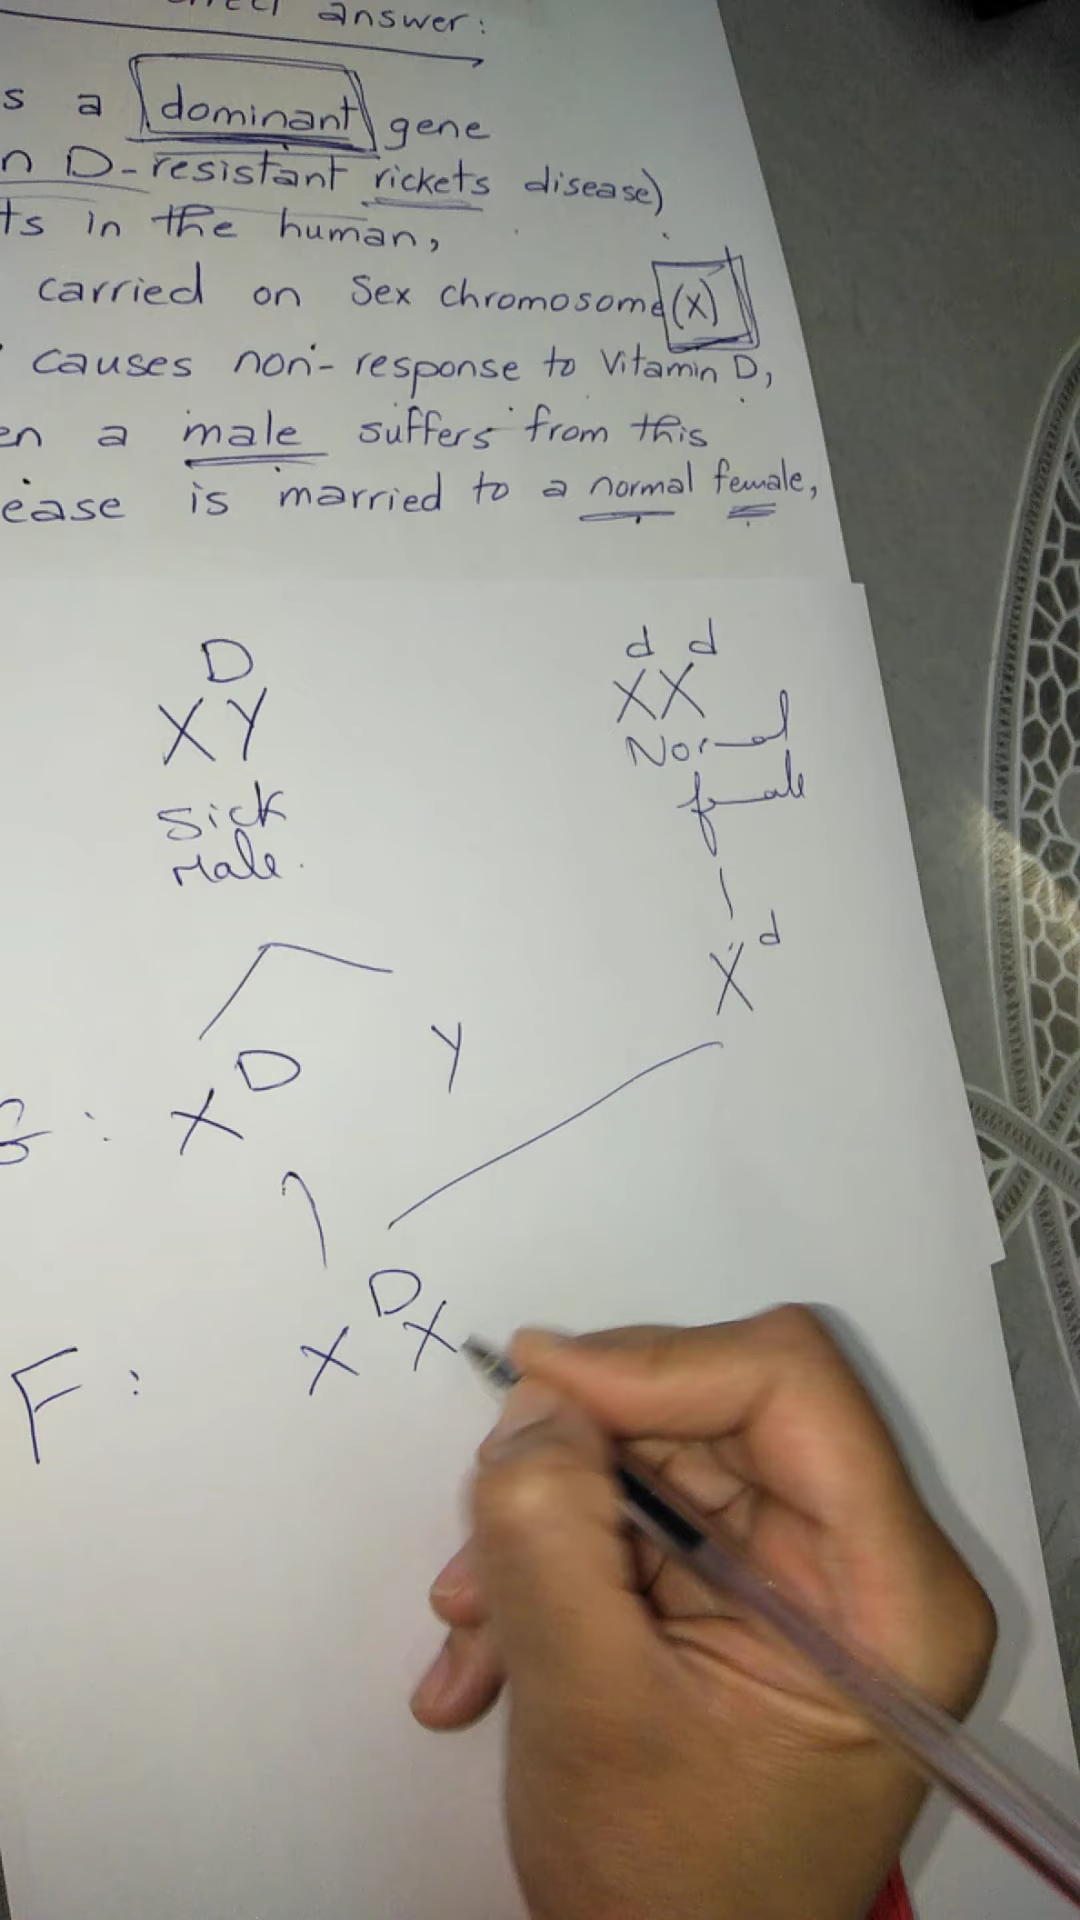 answer:
s a dominant gene
n D-resistant rickets disease)
ts in the human,
carried on Sex chromosome (X)
causes non-response to Vitamin D,
en a male suffers from this
ease is married to a normal female,
D
XY
Sick
Male.
d d
XX
Normal
female
X d
G: X D Y
F: X D X